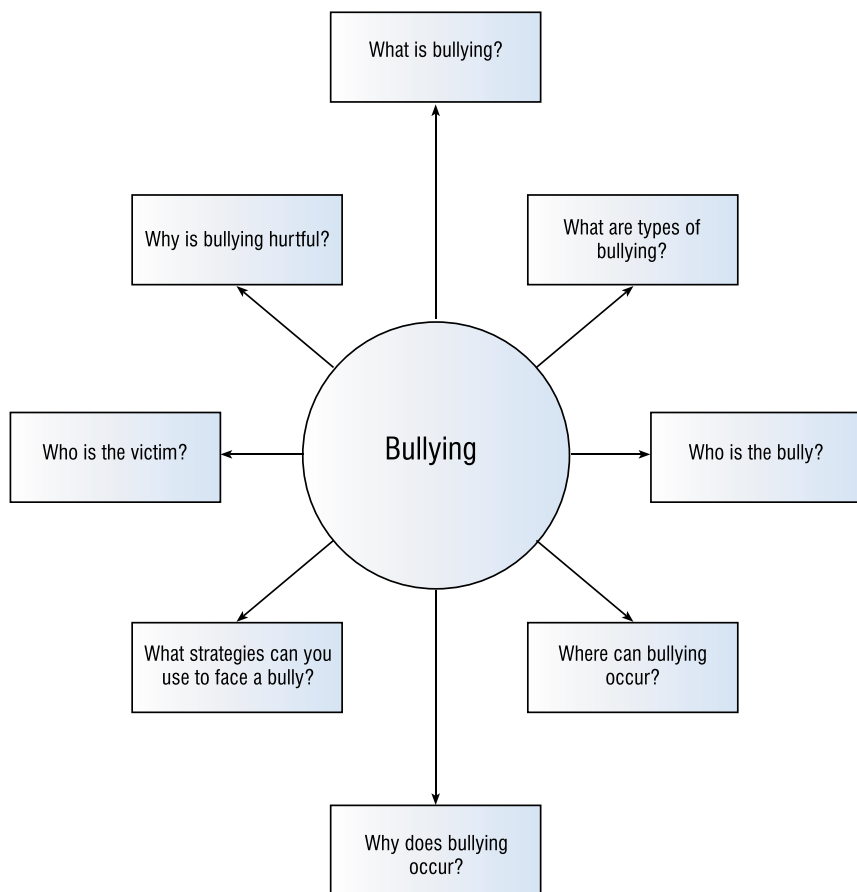 What is bullying?
Why is bullying hurtful?
What are types of
bullying?
Who is the victim?
Bullying
Who is the bully?
What strategies can you
use to face a bully?
Where can bullying
occur?
Why does bullying
occur?